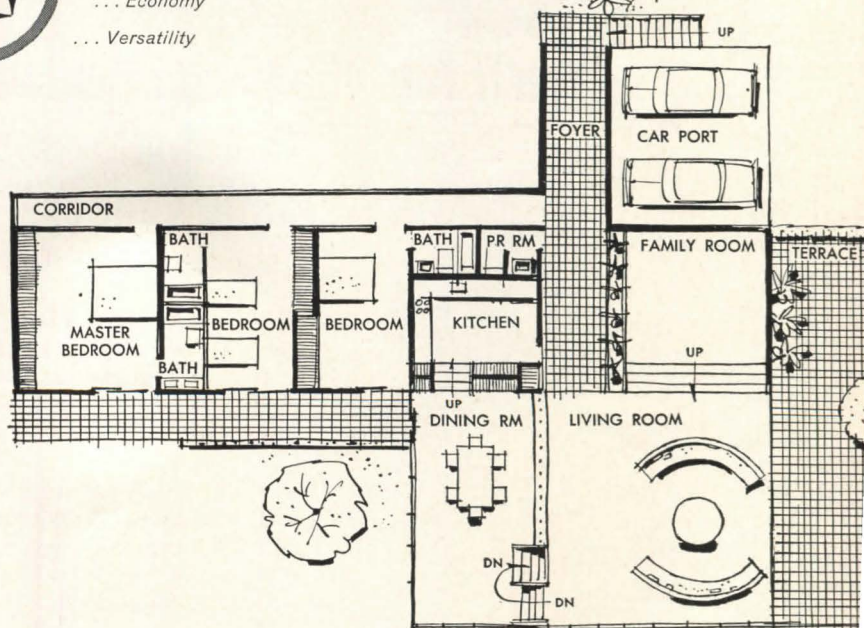 ... Economy
... Versatility
UP
FOYER
CAR PORT
CORRIDOR
BATH
BATH
PR RM
FAMILY ROOM
TERRACE
MASTER
BEDROOM
BEDROOM
BEDROOM
KITCHEN
BATH
UP
UP
DINING RM
LIVING ROOM
DN
DN